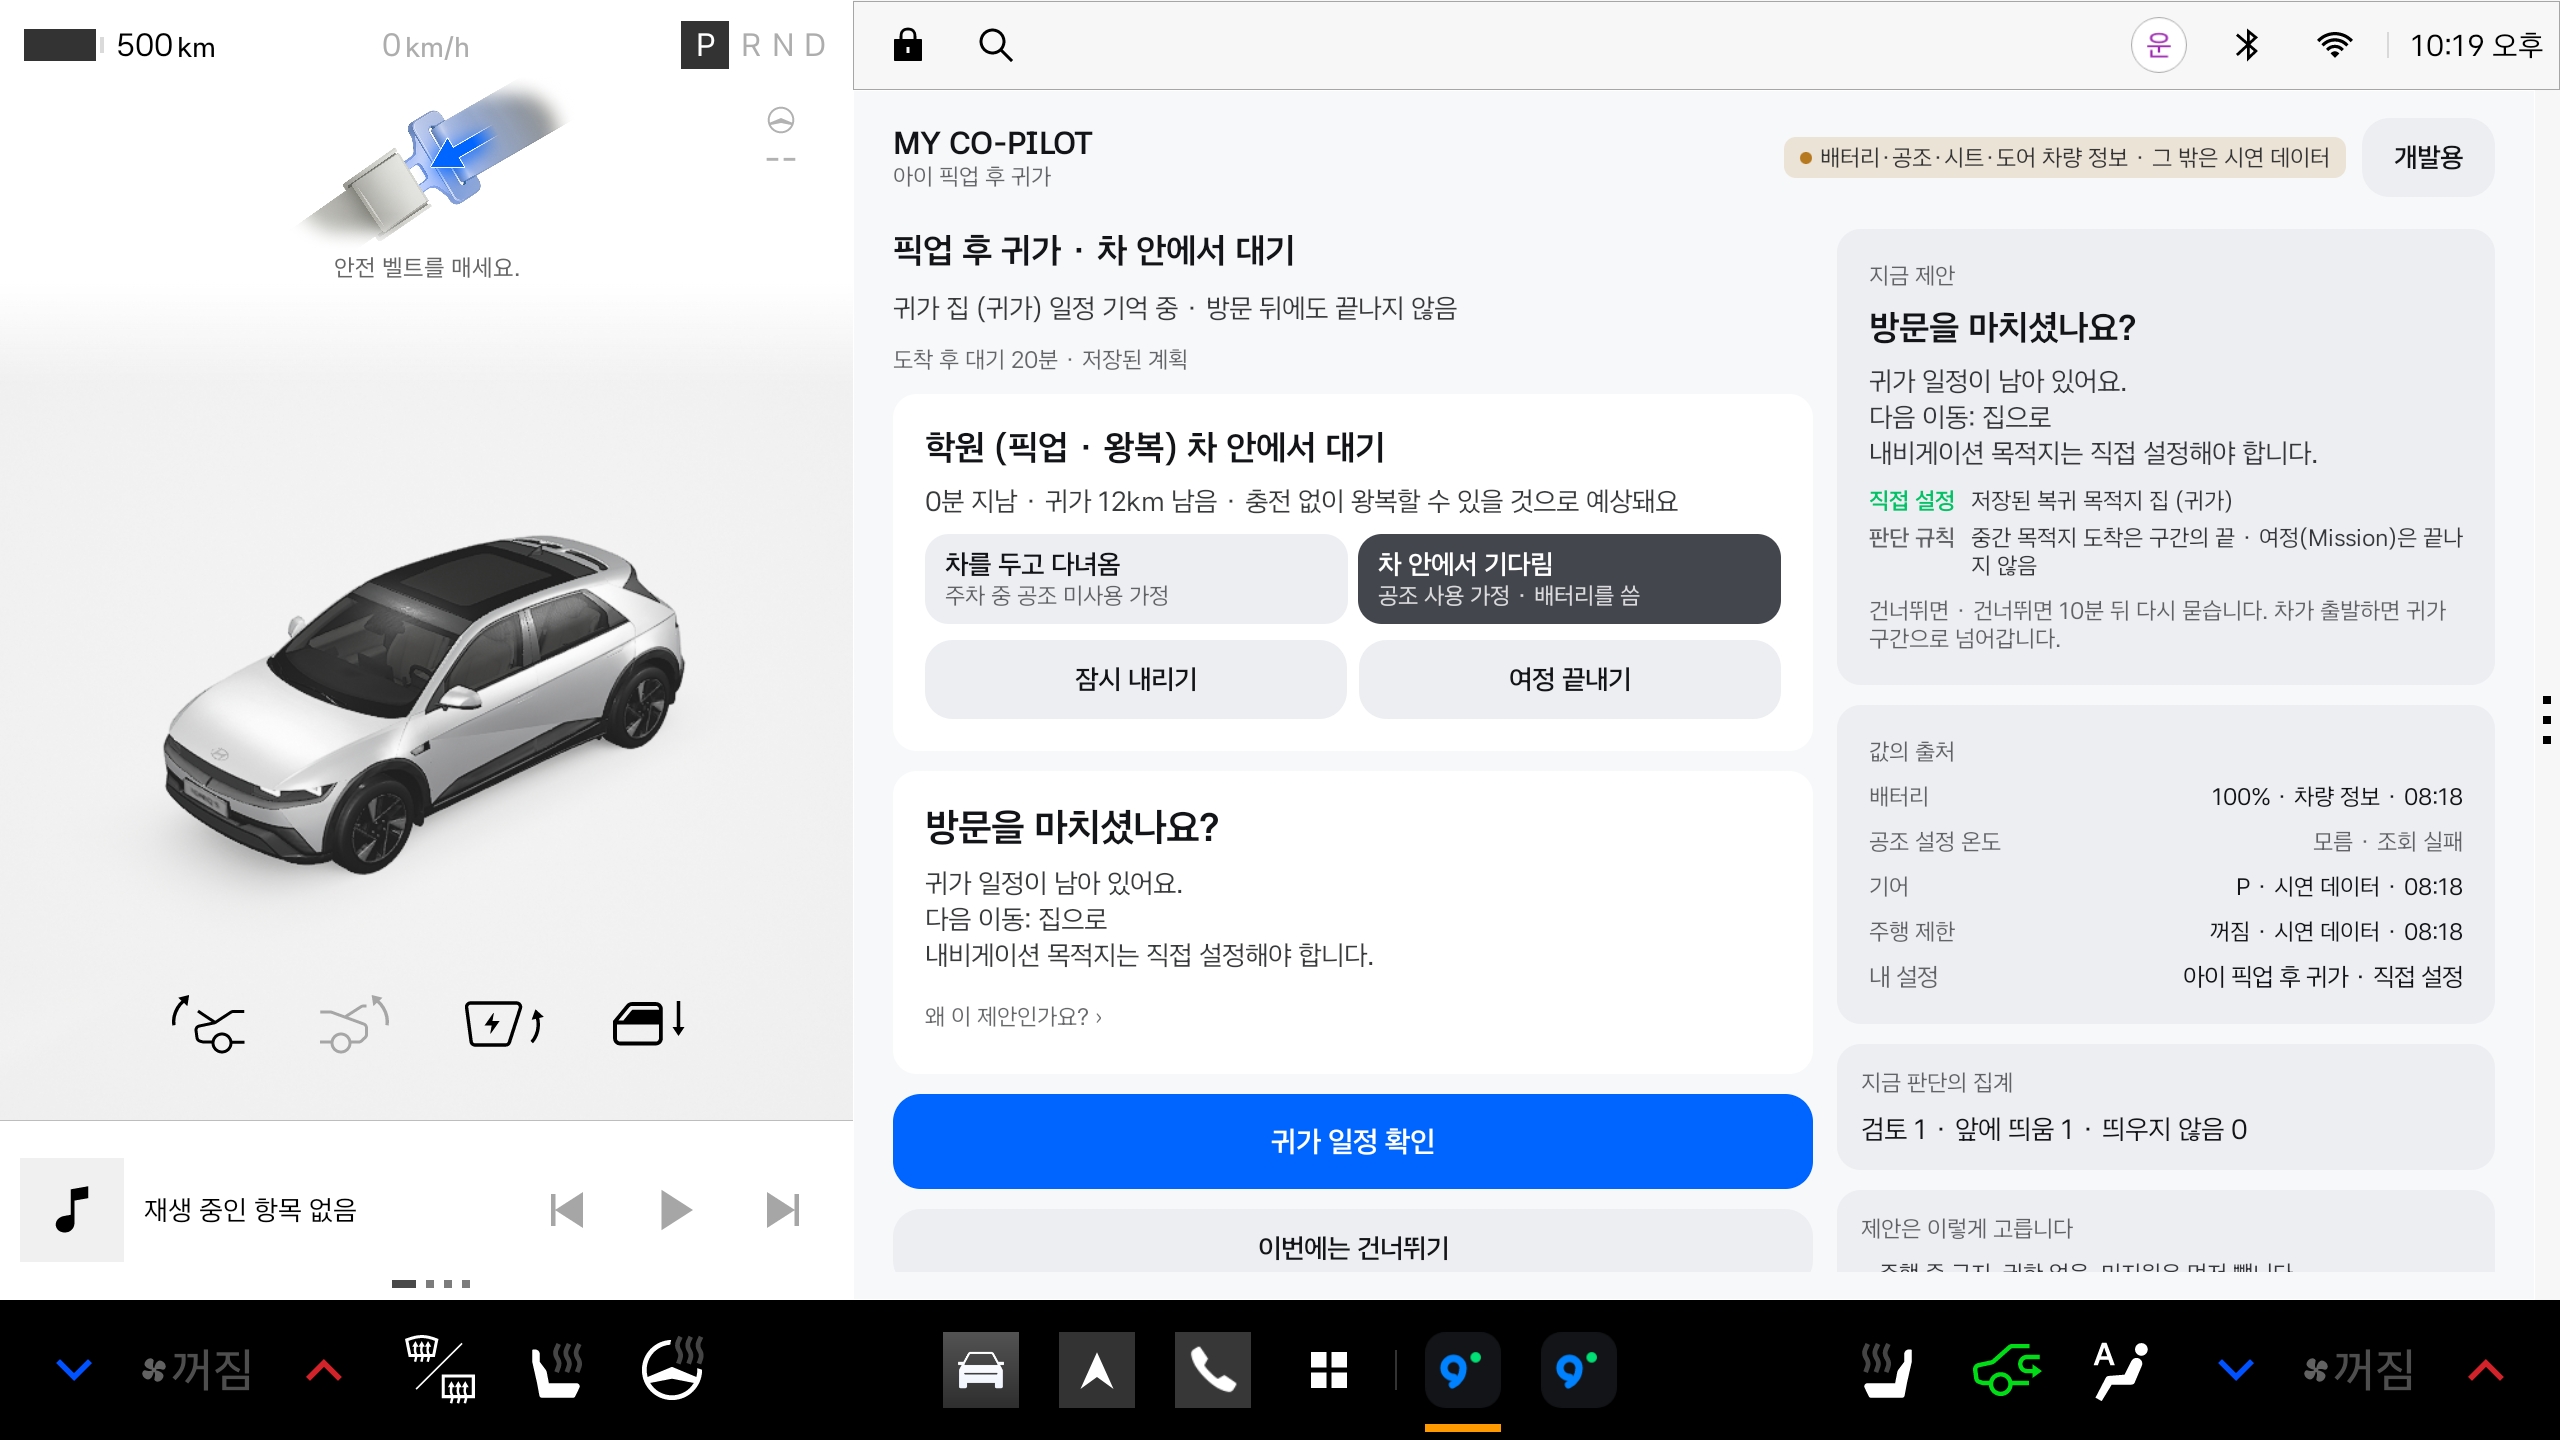 500 km
0 km/h
P R N D
안전 벨트를 매세요.
재생 중인 항목 없음
운
10:19 오후
MY CO-PILOT
아이 픽업 후 귀가
배터리·공조·시트·도어 차량 정보 · 그 밖은 시연 데이터
개발용
픽업 후 귀가 · 차 안에서 대기
귀가 집 (귀가) 일정 기억 중 · 방문 뒤에도 끝나지 않음
도착 후 대기 20분 · 저장된 계획
학원 (픽업 · 왕복) 차 안에서 대기
0분 지남 · 귀가 12km 남음 · 충전 없이 왕복할 수 있을 것으로 예상돼요
차를 두고 다녀옴
주차 중 공조 미사용 가정
차 안에서 기다림
공조 사용 가정 · 배터리를 씀
잠시 내리기
여정 끝내기
방문을 마치셨나요?
귀가 일정이 남아 있어요.
다음 이동: 집으로
내비게이션 목적지는 직접 설정해야 합니다.
왜 이 제안인가요? ›
귀가 일정 확인
이번에는 건너뛰기
지금 제안
방문을 마치셨나요?
귀가 일정이 남아 있어요.
다음 이동: 집으로
내비게이션 목적지는 직접 설정해야 합니다.
직접 설정 저장된 복귀 목적지 집 (귀가)
판단 규칙 중간 목적지 도착은 구간의 끝 · 여정(Mission)은 끝나
지 않음
건너뛰면 · 건너뛰면 10분 뒤 다시 묻습니다. 차가 출발하면 귀가
구간으로 넘어갑니다.
값의 출처
배터리 100% · 차량 정보 · 08:18
공조 설정 온도 모름 · 조회 실패
기어 P · 시연 데이터 · 08:18
주행 제한 꺼짐 · 시연 데이터 · 08:18
내 설정 아이 픽업 후 귀가 · 직접 설정
지금 판단의 집계
검토 1 · 앞에 띄움 1 · 띄우지 않음 0
제안은 이렇게 고릅니다
꺼짐
A
꺼짐